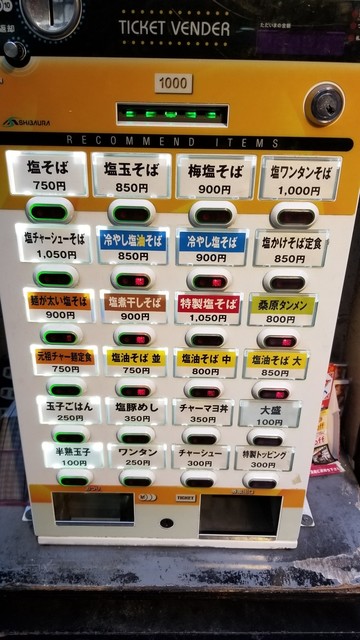 返却
TICKET VENDER
ただいまの金額
1000
SHIBAURA
RECOMMEND ITEMS
塩そば
750円
塩玉そば
850円
梅塩そば
900円
塩ワンタンそば
1,000円
塩チャーシューそば
1,050円
冷やし塩油そば
850円
冷やし塩そば
900円
塩かけそば定食
850円
麺が太い塩そば
900円
塩煮干しそば
900円
特製塩そば
1,050円
桑原タンメン
800円
元祖チャー麺定食
750円
塩油そば 並
750円
塩油そば 中
800円
塩油そば 大
850円
玉子ごはん
250円
塩豚めし
350円
チャーマヨ丼
350円
大盛
100円
半熟玉子
100円
ワンタン
250円
チャーシュー
300円
特製トッピング
300円
TICKET